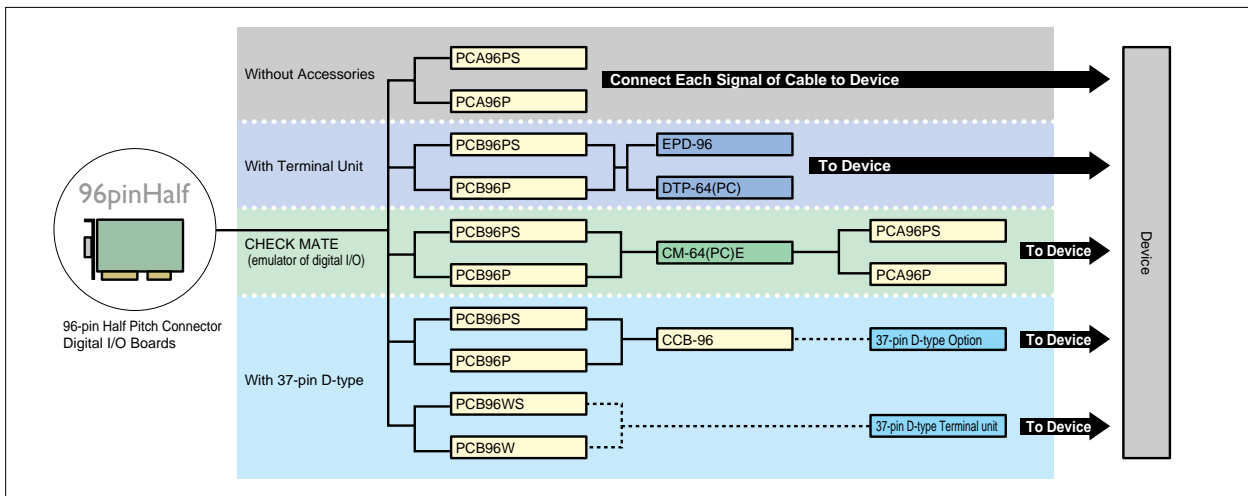 96pinHalf
96-pin Half Pitch Connector
Digital I/O Boards
Without Accessories
PCA96PS
PCA96P
Connect Each Signal of Cable to Device
With Terminal Unit
PCB96PS
PCB96P
EPD-96
DTP-64(PC)
To Device
CHECK MATE
(emulator of digital I/O)
PCB96PS
PCB96P
CM-64(PC)E
PCA96PS
PCA96P
To Device
With 37-pin D-type
PCB96PS
PCB96P
CCB-96
37-pin D-type Option
To Device
PCB96WS
PCB96W
37-pin D-type Terminal unit
To Device
Device